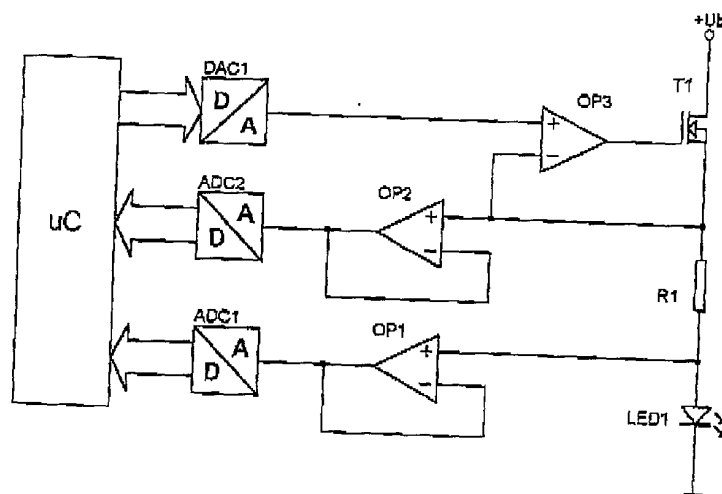 +Ub
DAC1
T1
D
A
OP3
+
-
uC
ADC2
A
D
OP2
+
-
R1
ADC1
A
D
OP1
+
-
LED1